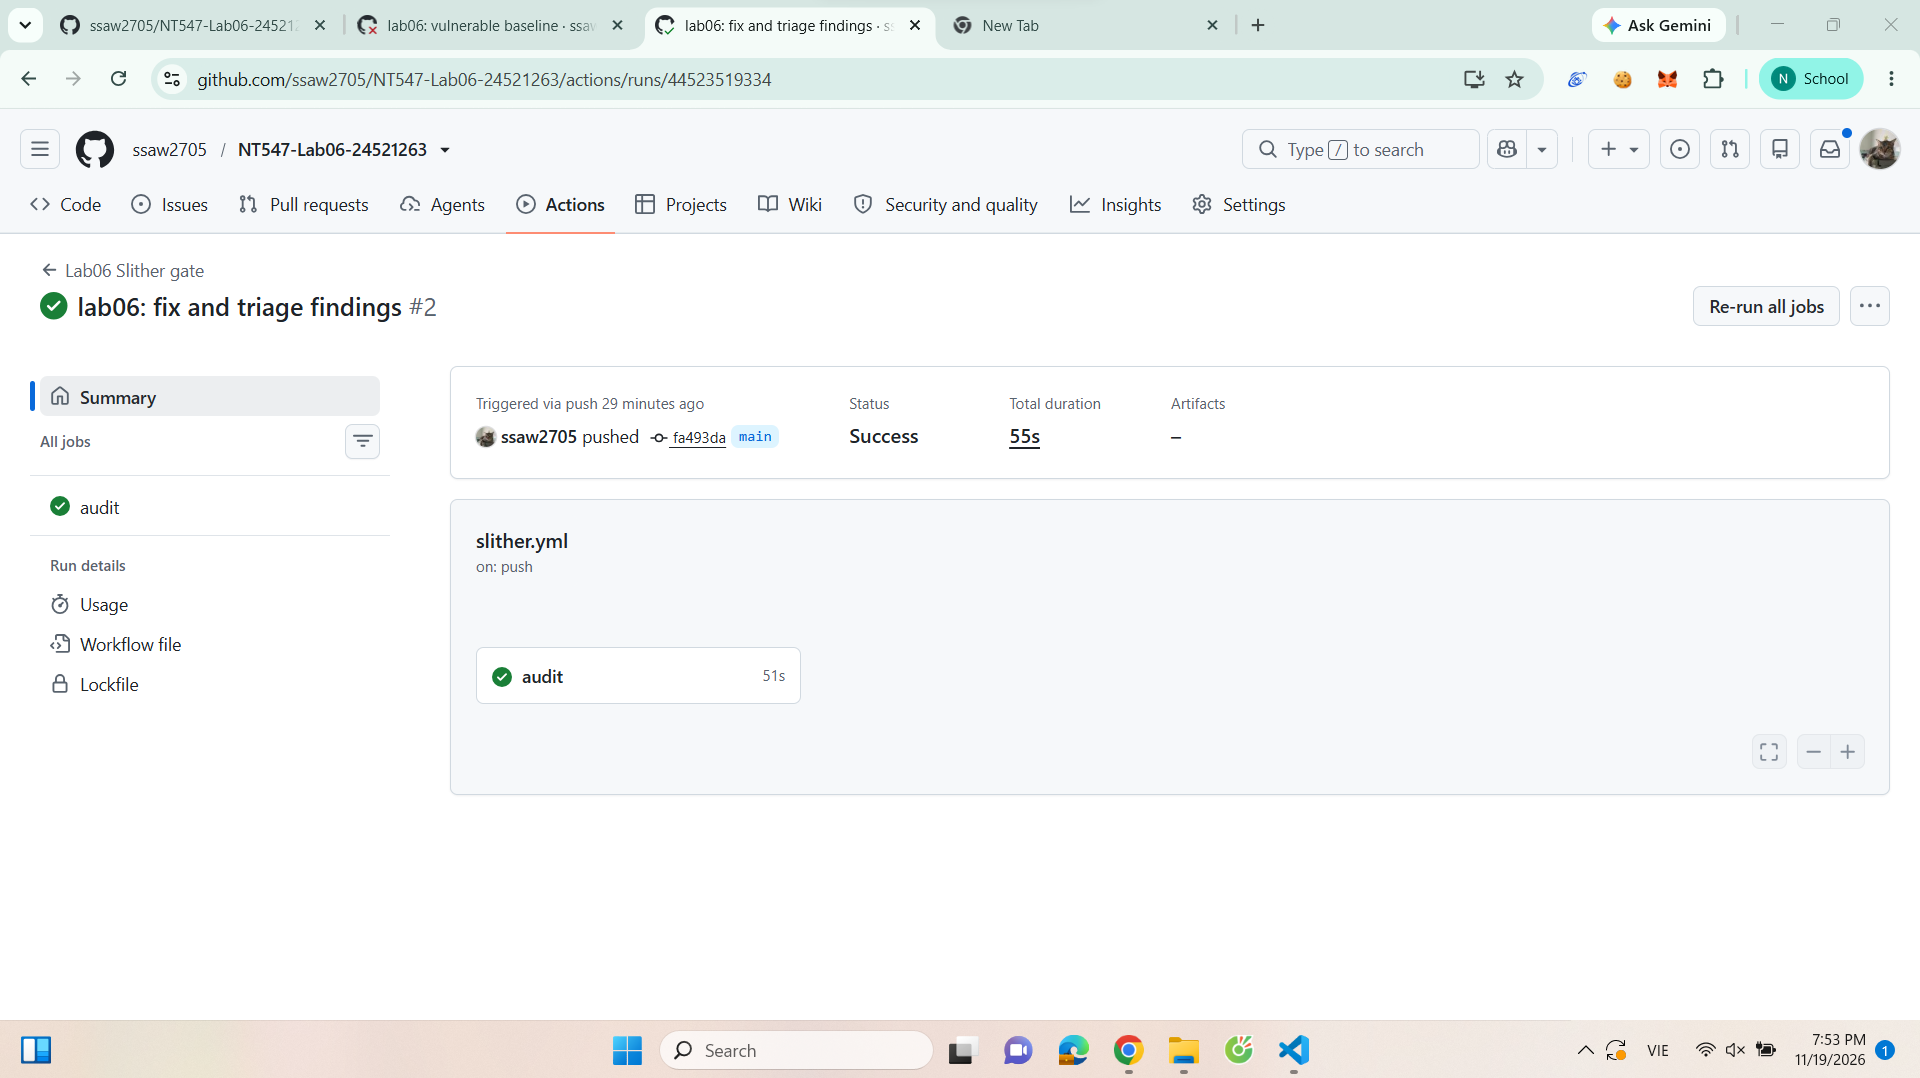 ssaw2705/NT547-Lab06-24521
lab06: vulnerable baseline · ssaw
lab06: fix and triage findings · ss
New Tab
Ask Gemini
github.com/ssaw2705/NT547-Lab06-24521263/actions/runs/44523519334
N School
ssaw2705 / NT547-Lab06-24521263
Type / to search
Code
Issues
Pull requests
Agents
Actions
Projects
Wiki
Security and quality
Insights
Settings
Lab06 Slither gate
lab06: fix and triage findings #2
Re-run all jobs
Summary
All jobs
audit
Run details
Usage
Workflow file
Lockfile
Triggered via push 29 minutes ago
ssaw2705 pushed fa493da main
Status
Success
Total duration
55s
Artifacts
–
slither.yml
on: push
audit 51s
Search
VIE
7:53 PM
11/19/2026
1